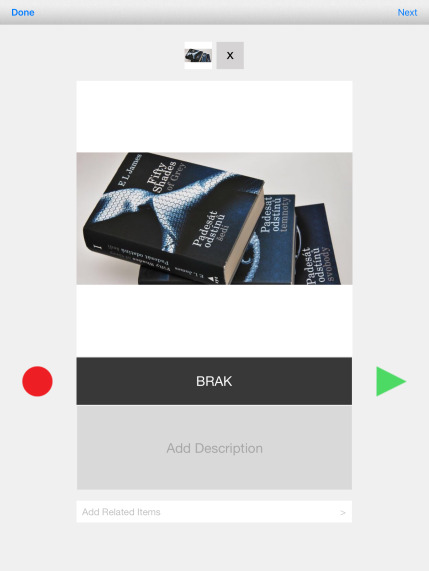 Done
Next
X
E L James
Fifty
Shades
of Grey
Padesát
odstínů
šedi
Padesát
odstínů
temnoty
Padesát
odstínů
svobody
BRAK
Add Description
Add Related Items
>